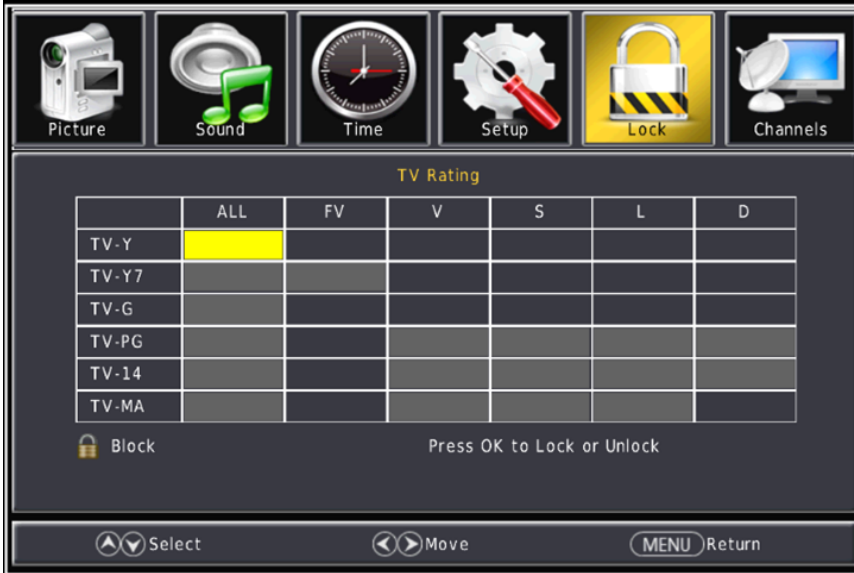 Picture Sound Time Setup Lock Channels
TV Rating
ALL FV V S L D
TV-Y
TV-Y7
TV-G
TV-PG
TV-14
TV-MA
Block Press OK to Lock or Unlock
Select Move MENU Return